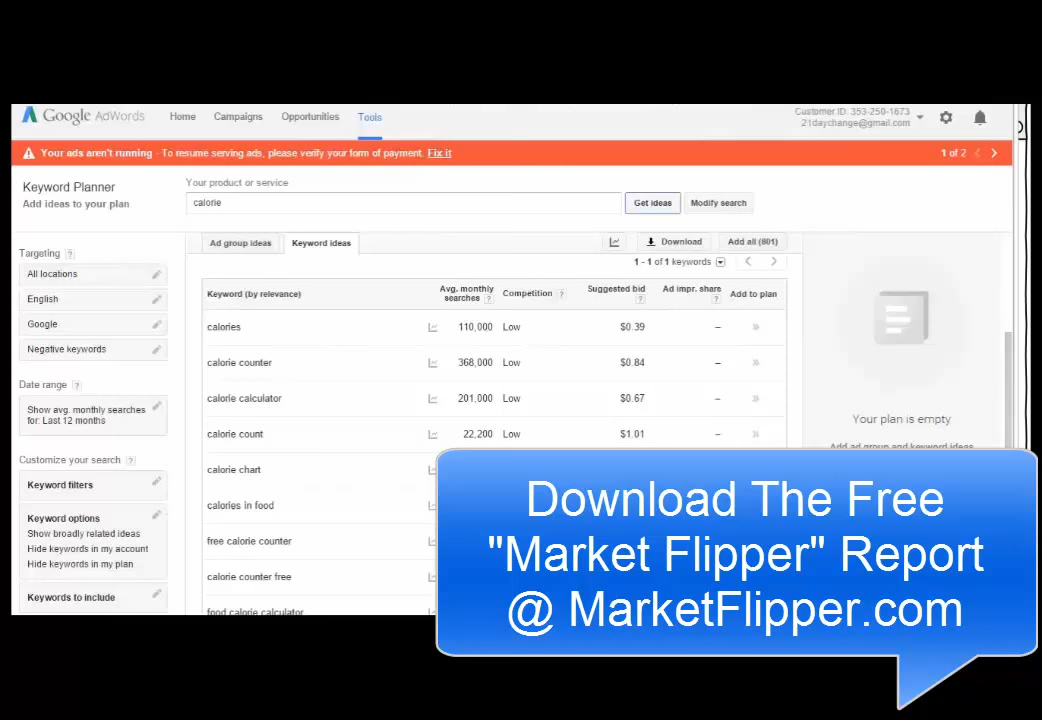 Google AdWords Home Campaigns Opportunities Tools
Customer ID: 353-250-1673
21daychange@gmail.com
Your ads aren't running - To resume serving ads, please verify your form of payment. Fix it 1 of 2
Keyword Planner
Add ideas to your plan
Your product or service
calorie
Get ideas Modify search
Targeting ?
All locations
English
Google
Negative keywords
Date range ?
Show avg. monthly searches
for: Last 12 months
Customize your search ?
Keyword filters
Keyword options
Show broadly related ideas
Hide keywords in my account
Hide keywords in my plan
Keywords to include
Ad group ideas Keyword ideas
Download Add all (801)
1 - 1 of 1 keywords
Keyword (by relevance) Avg. monthly searches ? Competition ? Suggested bid ? Ad impr. share ? Add to plan
calories 110,000 Low $0.39 –
calorie counter 368,000 Low $0.84 –
calorie calculator 201,000 Low $0.67 –
calorie count 22,200 Low $1.01 –
calorie chart
calories in food
free calorie counter
calorie counter free
food calorie calculator
Your plan is empty
Add ad group and keyword ideas
Download The Free
"Market Flipper" Report
@ MarketFlipper.com